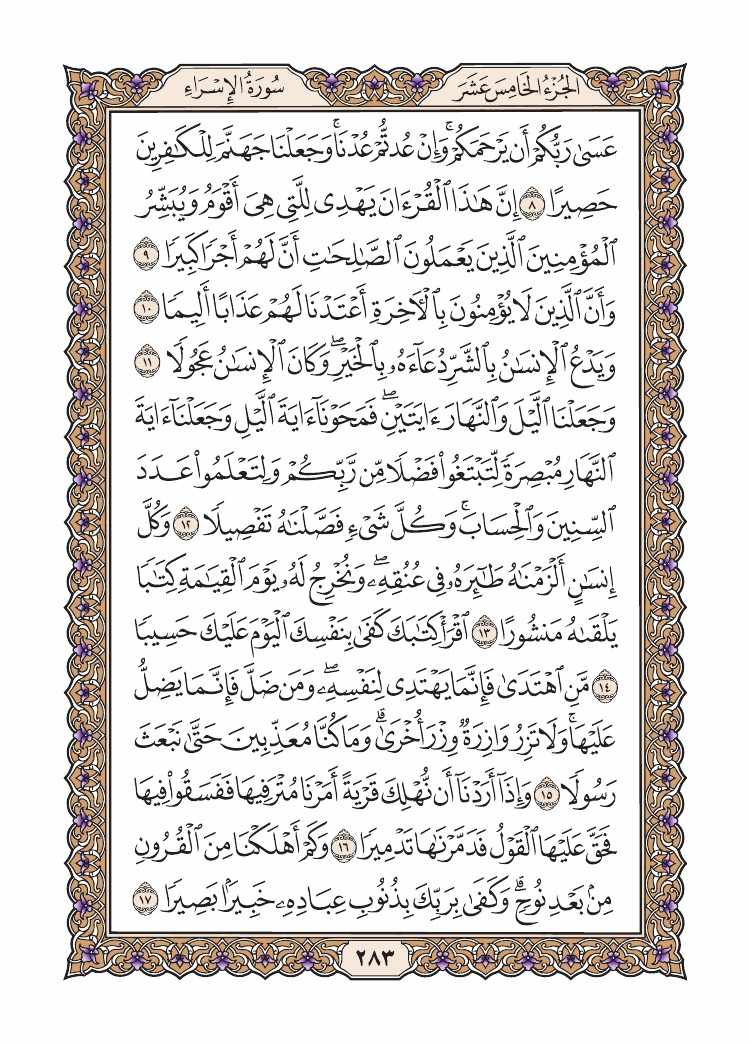 الجُزْءُ الخَامِسَ عَشَرَ
سُورَةُ الإِسْرَاءِ
عَسَىٰ رَبُّكُمْ أَن يَرْحَمَكُمْ ۚ وَإِنْ عُدتُّمْ عُدْنَا ۚ وَجَعَلْنَا جَهَنَّمَ لِلْكَٰفِرِينَ
حَصِيرًا ٨ إِنَّ هَٰذَا ٱلْقُرْءَانَ يَهْدِى لِلَّتِى هِىَ أَقْوَمُ وَيُبَشِّرُ
ٱلْمُؤْمِنِينَ ٱلَّذِينَ يَعْمَلُونَ ٱلصَّٰلِحَٰتِ أَنَّ لَهُمْ أَجْرًا كَبِيرًا ٩
وَأَنَّ ٱلَّذِينَ لَا يُؤْمِنُونَ بِٱلْءَاخِرَةِ أَعْتَدْنَا لَهُمْ عَذَابًا أَلِيمًا ١٠
وَيَدْعُ ٱلْإِنسَٰنُ بِٱلشَّرِّ دُعَآءَهُۥ بِٱلْخَيْرِ ۖ وَكَانَ ٱلْإِنسَٰنُ عَجُولًا ١١
وَجَعَلْنَا ٱلَّيْلَ وَٱلنَّهَارَ ءَايَتَيْنِ ۖ فَمَحَوْنَآ ءَايَةَ ٱلَّيْلِ وَجَعَلْنَآ ءَايَةَ
ٱلنَّهَارِ مُبْصِرَةً لِّتَبْتَغُوا۟ فَضْلًا مِّن رَّبِّكُمْ وَلِتَعْلَمُوا۟ عَدَدَ
ٱلسِّنِينَ وَٱلْحِسَابَ ۚ وَكُلَّ شَىْءٍ فَصَّلْنَٰهُ تَفْصِيلًا ١٢ وَكُلَّ
إِنسَٰنٍ أَلْزَمْنَٰهُ طَٰٓئِرَهُۥ فِى عُنُقِهِۦ ۖ وَنُخْرِجُ لَهُۥ يَوْمَ ٱلْقِيَٰمَةِ كِتَٰبًا
يَلْقَىٰهُ مَنشُورًا ١٣ ٱقْرَأْ كِتَٰبَكَ كَفَىٰ بِنَفْسِكَ ٱلْيَوْمَ عَلَيْكَ حَسِيبًا
١٤ مَّنِ ٱهْتَدَىٰ فَإِنَّمَا يَهْتَدِى لِنَفْسِهِۦ ۖ وَمَن ضَلَّ فَإِنَّمَا يَضِلُّ
عَلَيْهَا ۚ وَلَا تَزِرُ وَازِرَةٌ وِزْرَ أُخْرَىٰ ۗ وَمَا كُنَّا مُعَذِّبِينَ حَتَّىٰ نَبْعَثَ
رَسُولًا ١٥ وَإِذَآ أَرَدْنَآ أَن نُّهْلِكَ قَرْيَةً أَمَرْنَا مُتْرَفِيهَا فَفَسَقُوا۟ فِيهَا
فَحَقَّ عَلَيْهَا ٱلْقَوْلُ فَدَمَّرْنَٰهَا تَدْمِيرًا ١٦ وَكَمْ أَهْلَكْنَا مِنَ ٱلْقُرُونِ
مِنۢ بَعْدِ نُوحٍ ۗ وَكَفَىٰ بِرَبِّكَ بِذُنُوبِ عِبَادِهِۦ خَبِيرًۢا بَصِيرًا ١٧
٢٨٣